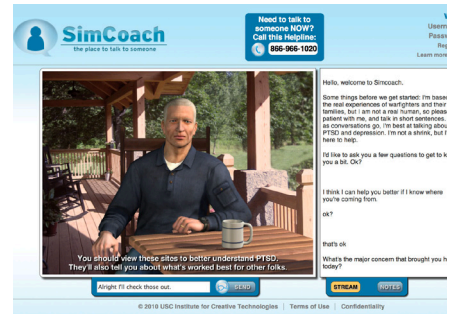 SimCoach
the place to talk to someone
Need to talk to
someone NOW?
Call this Helpline:
866-966-1020
Learn more
Hello, welcome to Simcoach.
Some things before we get started: I'm based
the real experiences of warfighters and their
families, but I am not a real human, so please
patient with me, and talk in short sentences.
as conversations go, I'm best at talking about
PTSD and depression. I'm not a shrink, but I
here to help.
I'd like to ask you a few questions to get to k
you a bit. Ok?
I think I can help you better if I know where
you're coming from.
ok?
that's ok
What's the major concern that brought you h
today?
You should view these sites to better understand PTSD.
They'll also tell you about what's worked best for other folks.
Alright I'll check those out.
SEND
STREAM
NOTES
© 2010 USC Institute for Creative Technologies | Terms of Use | Confidentiality